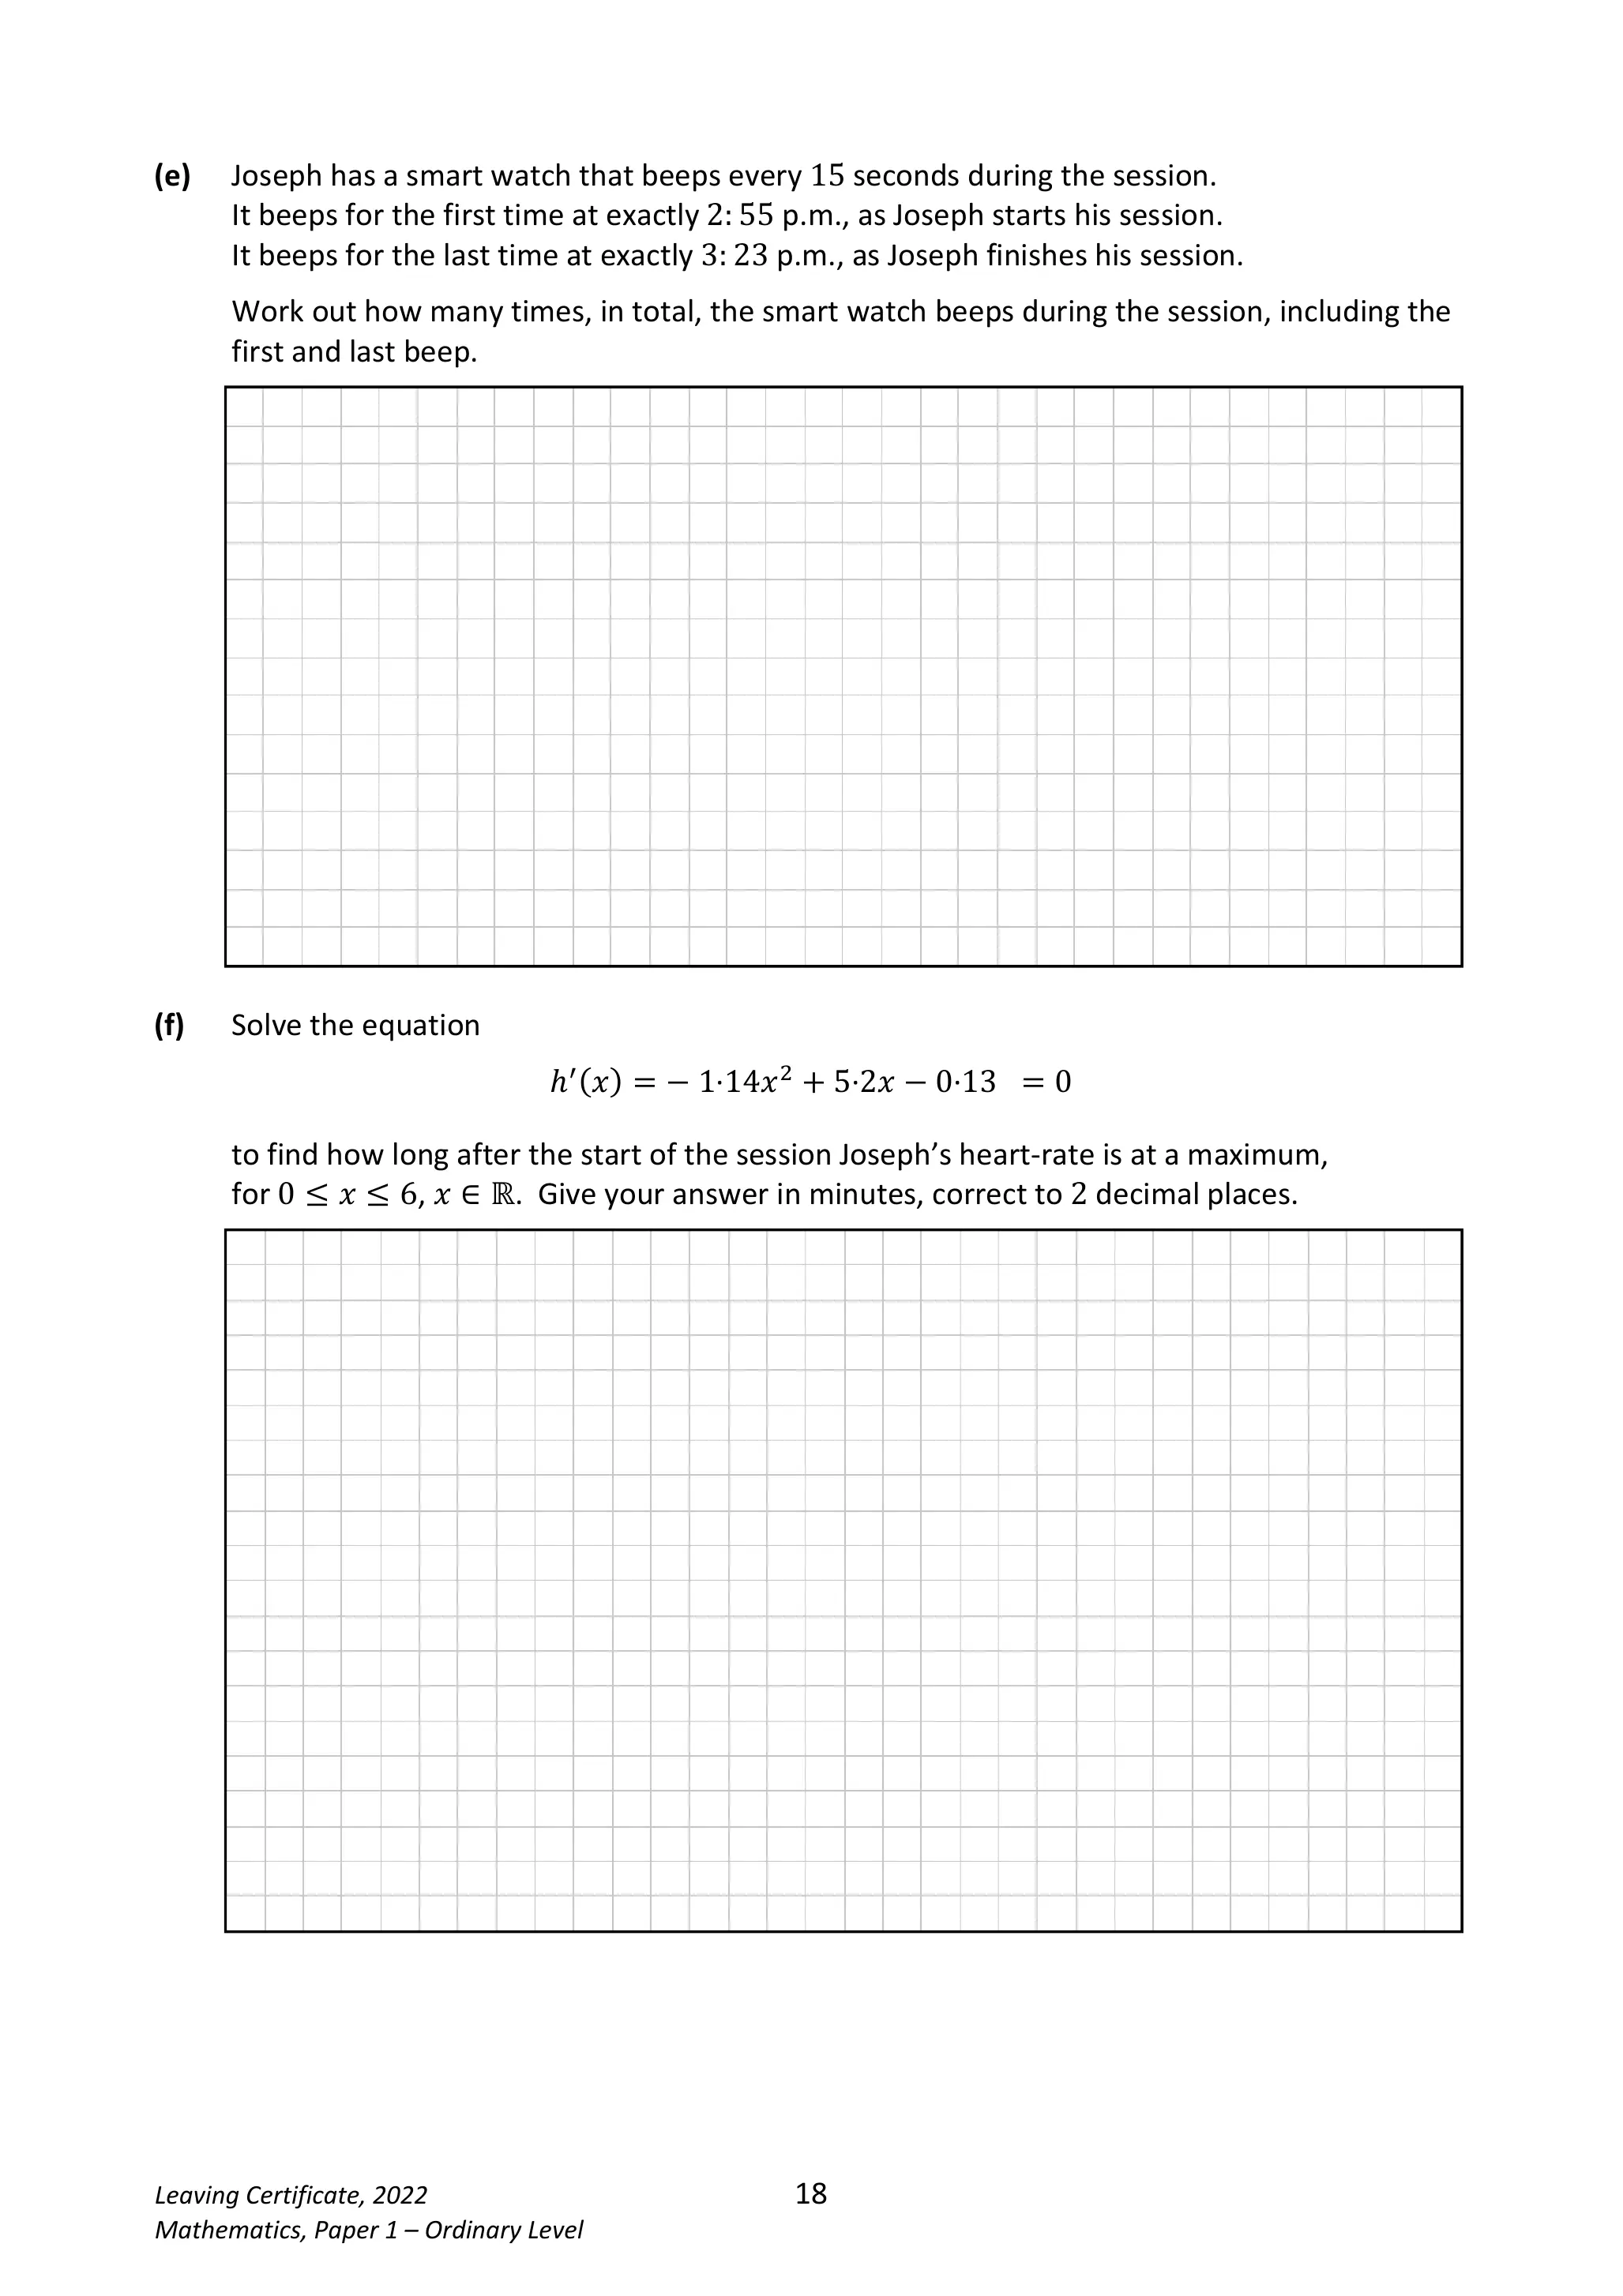 (e) Joseph has a smart watch that beeps every 15 seconds during the session.
It beeps for the first time at exactly 2: 55 p.m., as Joseph starts his session.
It beeps for the last time at exactly 3: 23 p.m., as Joseph finishes his session.
Work out how many times, in total, the smart watch beeps during the session, including the
first and last beep.
(f) Solve the equation
h′(x) = − 1·14x² + 5·2x − 0·13 = 0
to find how long after the start of the session Joseph’s heart-rate is at a maximum,
for 0 ≤ x ≤ 6, x ∈ ℝ. Give your answer in minutes, correct to 2 decimal places.
Leaving Certificate, 2022
18
Mathematics, Paper 1 – Ordinary Level